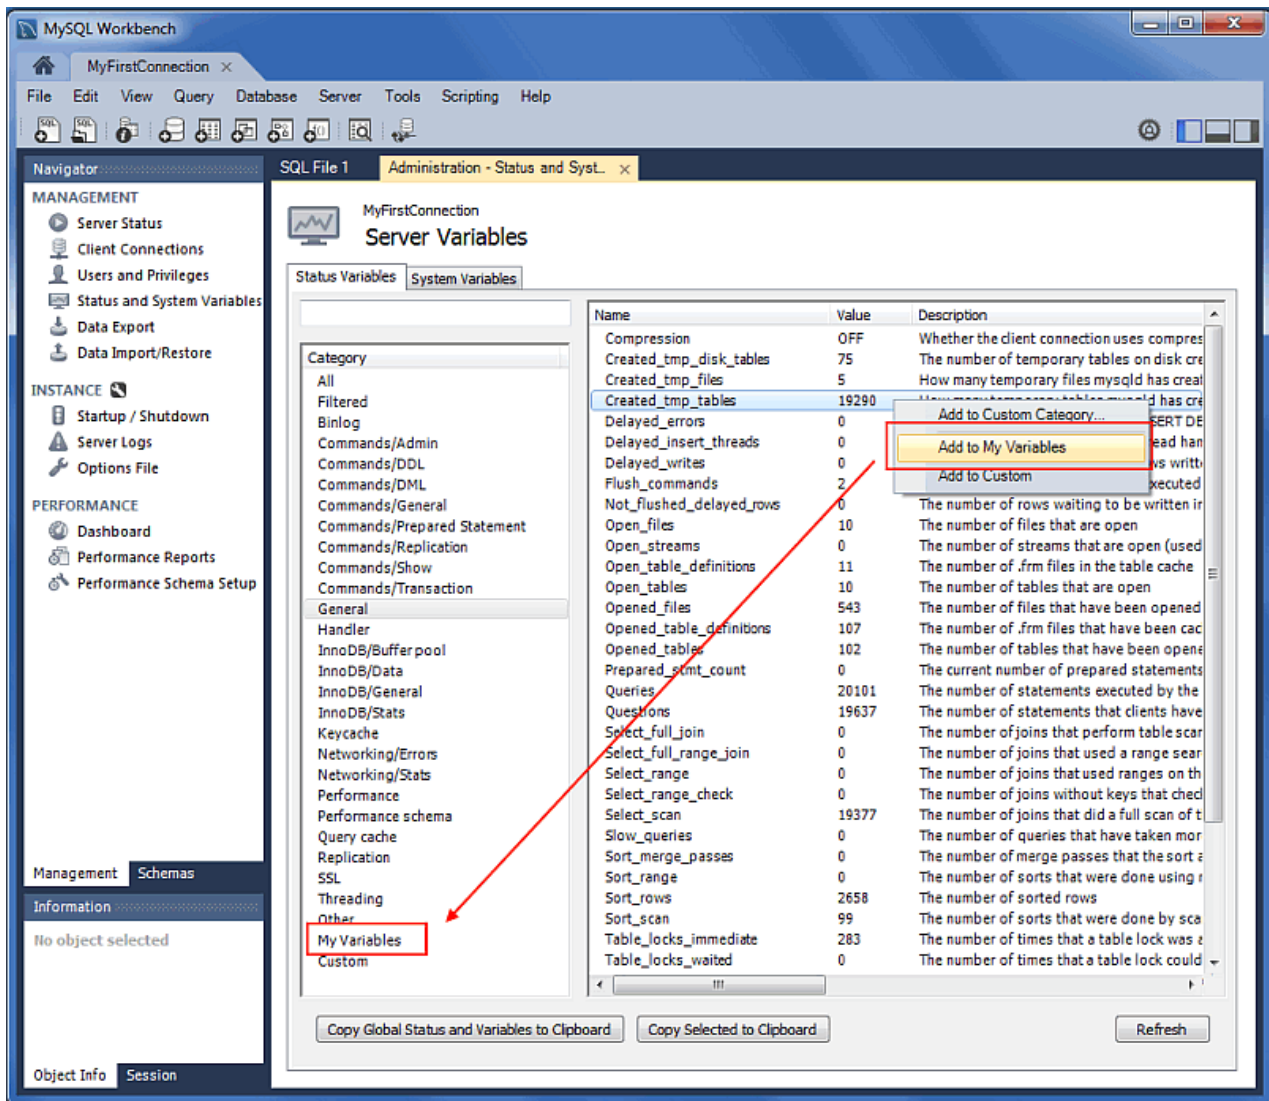 MySQL Workbench
MyFirstConnection
File Edit View Query Database Server Tools Scripting Help
Navigator
MANAGEMENT
Server Status
Client Connections
Users and Privileges
Status and System Variables
Data Export
Data Import/Restore
INSTANCE
Startup / Shutdown
Server Logs
Options File
PERFORMANCE
Dashboard
Performance Reports
Performance Schema Setup
Management Schemas
Information
No object selected
Object Info Session
SQL File 1 Administration - Status and Syst..
MyFirstConnection
Server Variables
Status Variables System Variables
Category
All
Filtered
Binlog
Commands/Admin
Commands/DDL
Commands/DML
Commands/General
Commands/Prepared Statement
Commands/Replication
Commands/Show
Commands/Transaction
General
Handler
InnoDB/Buffer pool
InnoDB/Data
InnoDB/General
InnoDB/Stats
Keycache
Networking/Errors
Networking/Stats
Performance
Performance schema
Query cache
Replication
SSL
Threading
Other
My Variables
Custom
Name Value Description
Compression OFF Whether the client connection uses compres
Created_tmp_disk_tables 75 The number of temporary tables on disk cre
Created_tmp_files 5 How many temporary files mysqld has creat
Created_tmp_tables 19290 How many temporary tables mysqld has cre
Delayed_errors 0 SERT DE
Delayed_insert_threads 0 ead han
Delayed_writes 0 ws writt
Flush_commands 2 xecuted
Not_flushed_delayed_rows 0 The number of rows waiting to be written ir
Open_files 10 The number of files that are open
Open_streams 0 The number of streams that are open (used
Open_table_definitions 11 The number of .frm files in the table cache
Open_tables 10 The number of tables that are open
Opened_files 543 The number of files that have been opened
Opened_table_definitions 107 The number of .frm files that have been cac
Opened_tables 102 The number of tables that have been opene
Prepared_stmt_count 0 The current number of prepared statements
Queries 20101 The number of statements executed by the
Questions 19637 The number of statements that clients have
Select_full_join 0 The number of joins that perform table scar
Select_full_range_join 0 The number of joins that used a range sear
Select_range 0 The number of joins that used ranges on th
Select_range_check 0 The number of joins without keys that check
Select_scan 19377 The number of joins that did a full scan of t
Slow_queries 0 The number of queries that have taken mor
Sort_merge_passes 0 The number of merge passes that the sort a
Sort_range 0 The number of sorts that were done using r
Sort_rows 2658 The number of sorted rows
Sort_scan 99 The number of sorts that were done by sca
Table_locks_immediate 283 The number of times that a table lock was a
Table_locks_waited 0 The number of times that a table lock could
Add to Custom Category...
Add to My Variables
Add to Custom
Copy Global Status and Variables to Clipboard Copy Selected to Clipboard Refresh